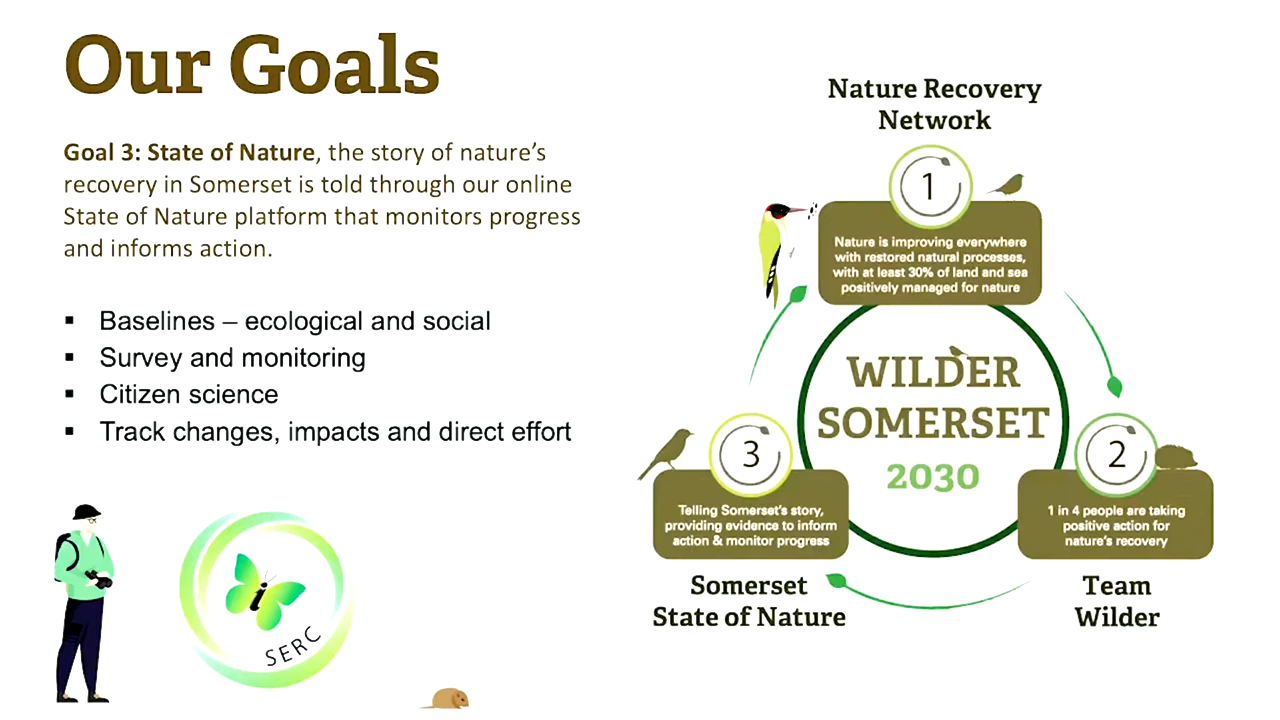 Our Goals
Goal 3: State of Nature, the story of nature’s
recovery in Somerset is told through our online
State of Nature platform that monitors progress
and informs action.
▪ Baselines – ecological and social
▪ Survey and monitoring
▪ Citizen science
▪ Track changes, impacts and direct effort
SERC
Nature Recovery
Network
1
Nature is improving everywhere
with restored natural processes,
with at least 30% of land and sea
positively managed for nature
WILDER
SOMERSET
2030
3
Telling Somerset’s story,
providing evidence to inform
action & monitor progress
Somerset
State of Nature
2
1 in 4 people are taking
positive action for
nature’s recovery
Team
Wilder